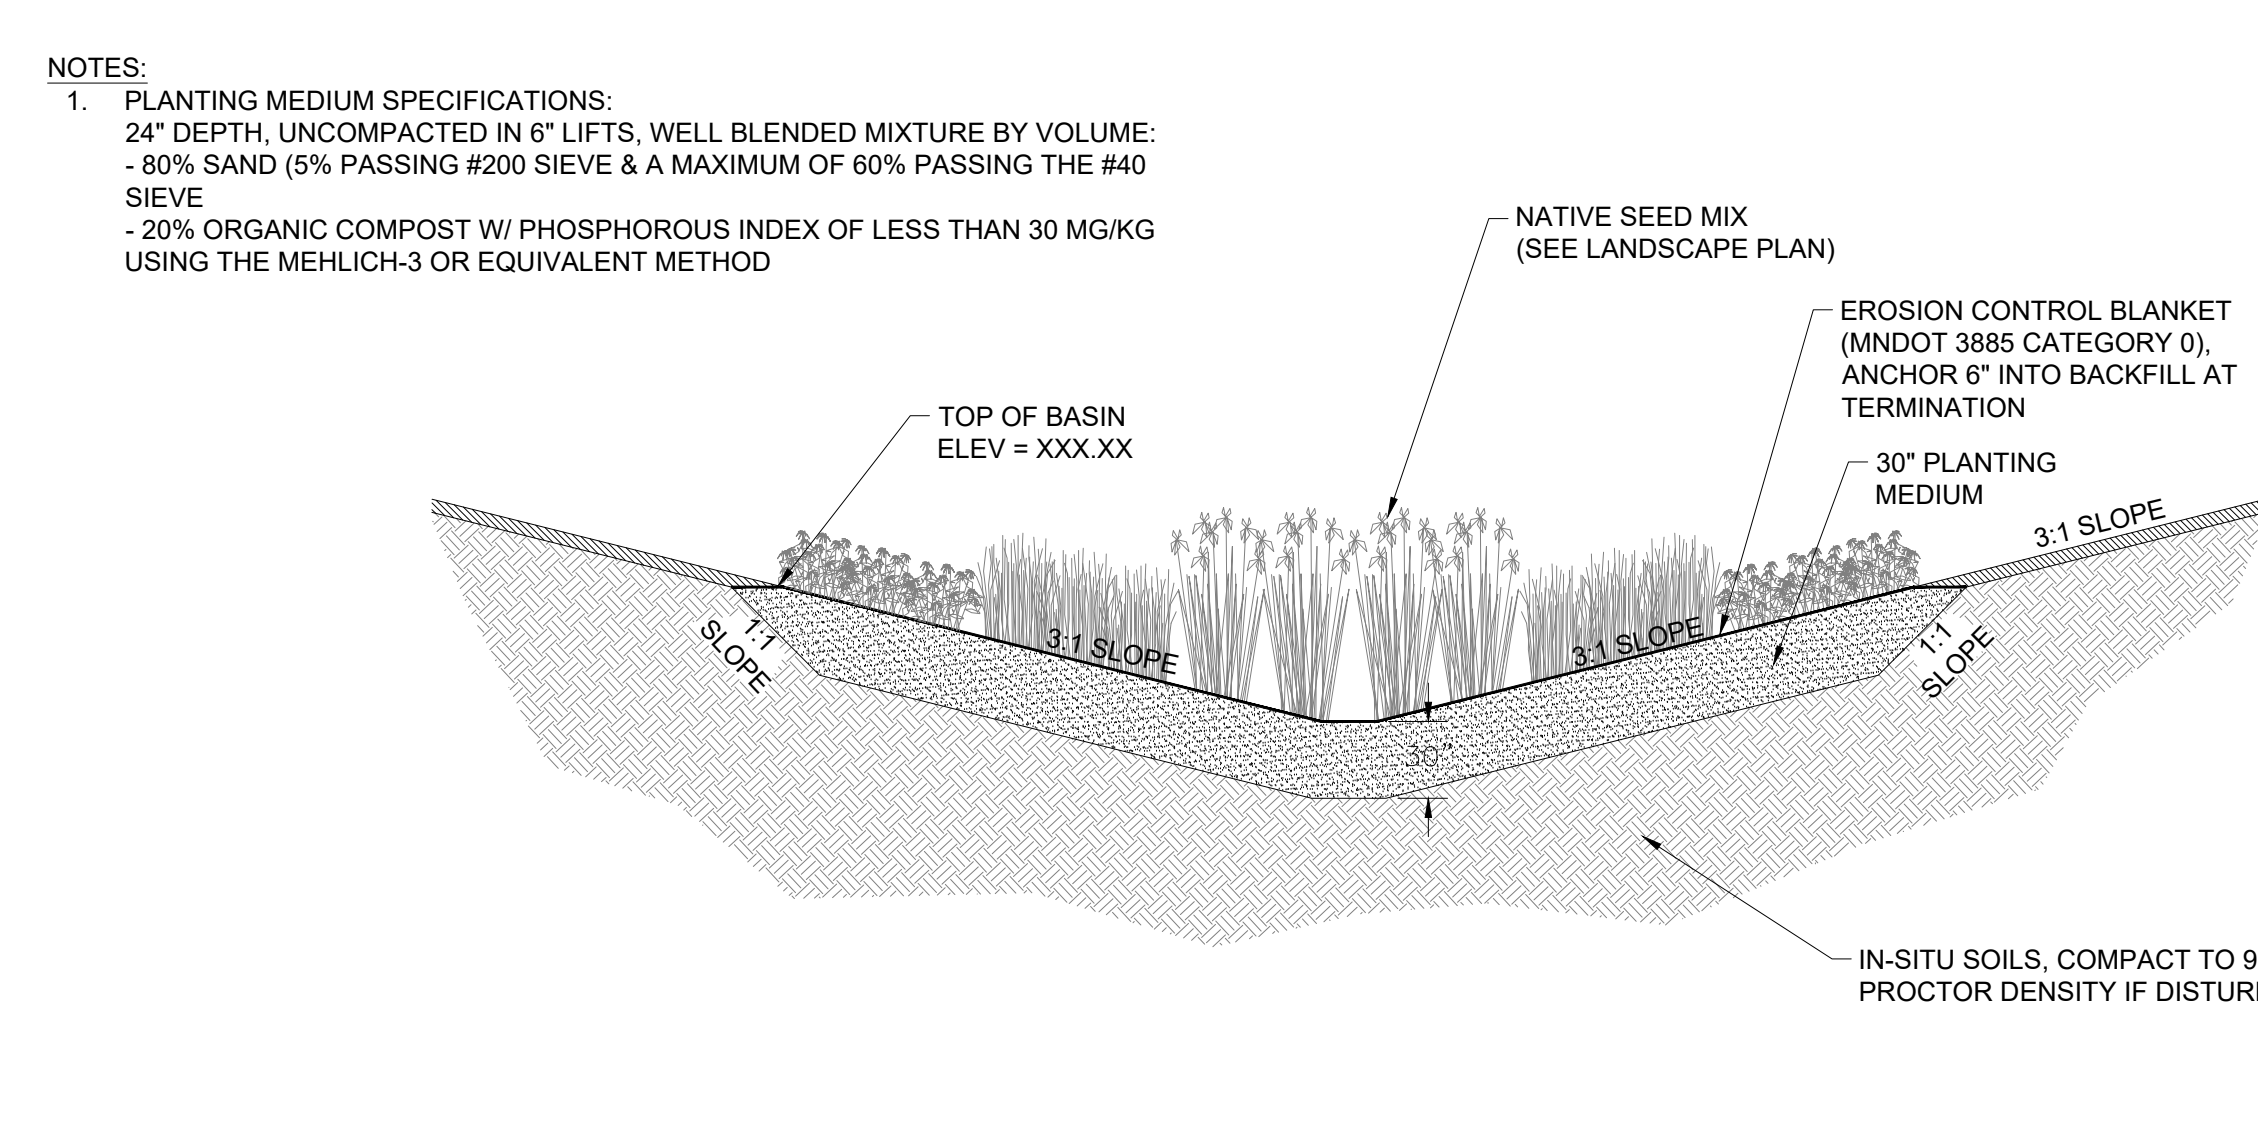 NOTES:
1. PLANTING MEDIUM SPECIFICATIONS:
24" DEPTH, UNCOMPACTED IN 6" LIFTS, WELL BLENDED MIXTURE BY VOLUME:
- 80% SAND (5% PASSING #200 SIEVE & A MAXIMUM OF 60% PASSING THE #40
SIEVE
- 20% ORGANIC COMPOST W/ PHOSPHOROUS INDEX OF LESS THAN 30 MG/KG
USING THE MEHLICH-3 OR EQUIVALENT METHOD
NATIVE SEED MIX
(SEE LANDSCAPE PLAN)
EROSION CONTROL BLANKET
(MNDOT 3885 CATEGORY 0),
ANCHOR 6" INTO BACKFILL AT
TERMINATION
TOP OF BASIN
ELEV = XXX.XX
30" PLANTING
MEDIUM
3:1 SLOPE
1:1
SLOPE
3:1 SLOPE
3:1 SLOPE
1:1
SLOPE
30"
IN-SITU SOILS, COMPACT TO
PROCTOR DENSITY IF